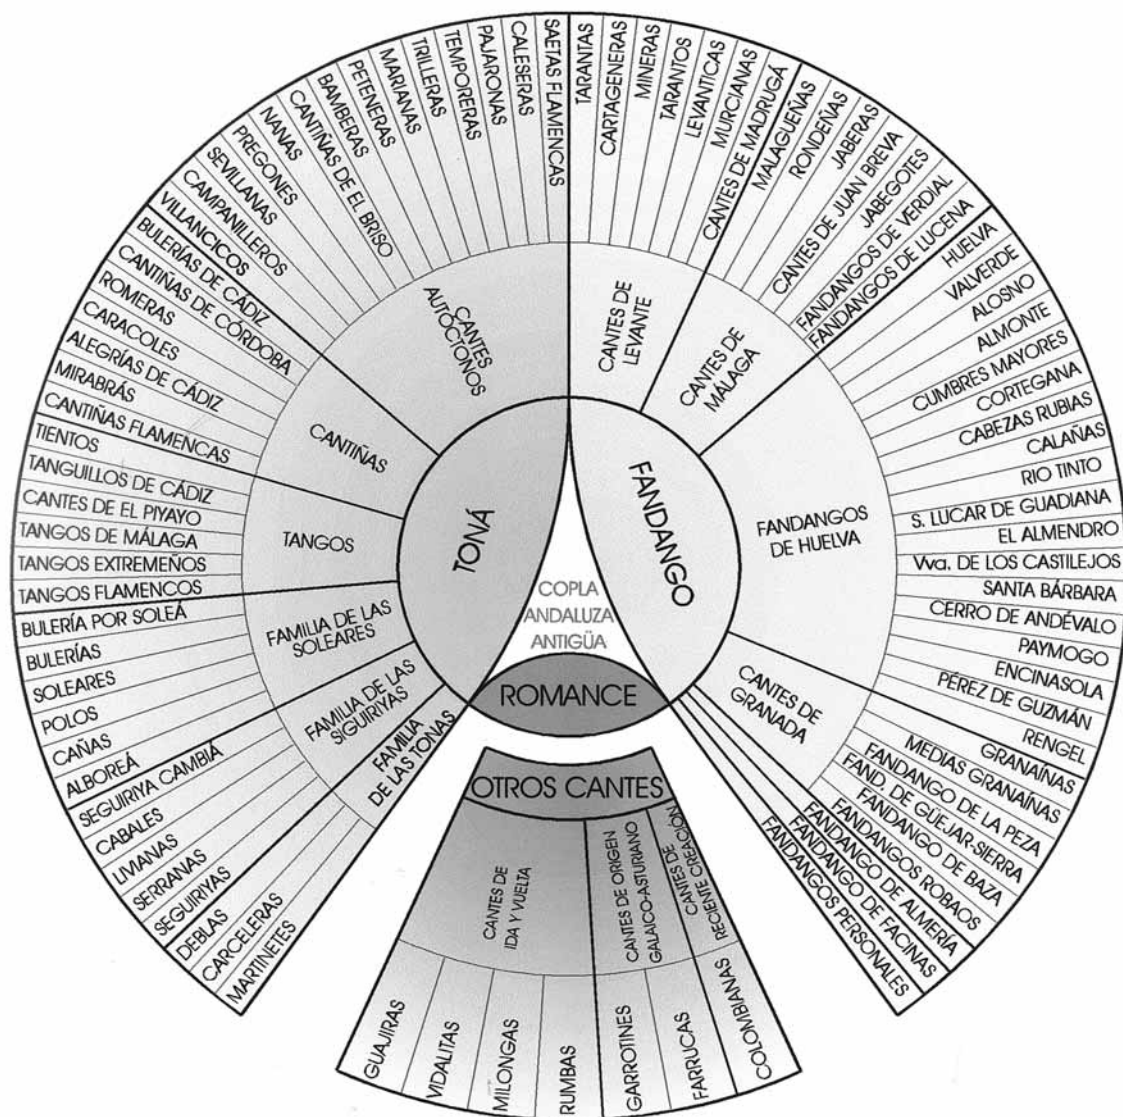 COPLA
ANDALUZA
ANTIGÜA
TONÁ
FANDANGO
ROMANCE
OTROS CANTES
CANTES
AUTÓCTONOS
SAETAS FLAMENCAS
CALESERAS
PAJARONAS
TEMPORERAS
TRILLERAS
MARIANAS
PETENERAS
BAMBERAS
CANTIÑAS DE EL BRISO
NANAS
PREGONES
SEVILLANAS
CAMPANILLEROS
VILLANCICOS
CANTIÑAS
BULERÍAS DE CÁDIZ
CANTIÑAS DE CÓRDOBA
ROMERAS
CARACOLES
ALEGRÍAS DE CÁDIZ
MIRABRÁS
CANTIÑAS FLAMENCAS
TANGOS
TIENTOS
TANGUILLOS DE CÁDIZ
CANTES DE EL PIYAYO
TANGOS DE MÁLAGA
TANGOS EXTREMEÑOS
TANGOS FLAMENCOS
FAMILIA DE LAS
SOLEARES
BULERÍA POR SOLEÁ
BULERÍAS
SOLEARES
POLOS
CAÑAS
ALBOREÁ
FAMILIA DE LAS
SIGUIRIYAS
SEGUIRIYA CAMBIÁ
CABALES
LIVIANAS
SERRANAS
SEGUIRIYAS
FAMILIA
DE LAS TONAS
DEBLAS
CARCELERAS
MARTINETES
CANTES DE
LEVANTE
TARANTAS
CARTAGENERAS
MINERAS
TARANTOS
LEVANTICAS
MURCIANAS
CANTES DE MADRUGÁ
CANTES DE
MÁLAGA
MALAGUEÑAS
RONDEÑAS
JABERAS
CANTES DE JUAN BREVA
JABEGOTES
FANDANGOS DE VERDIAL
FANDANGOS DE LUCENA
FANDANGOS
DE HUELVA
HUELVA
VALVERDE
ALOSNO
ALMONTE
CUMBRES MAYORES
CORTEGANA
CABEZAS RUBIAS
CALAÑAS
RIO TINTO
S. LUCAR DE GUADIANA
EL ALMENDRO
Vva. DE LOS CASTILEJOS
SANTA BÁRBARA
CERRO DE ANDÉVALO
PAYMOGO
ENCINASOLA
PÉREZ DE GUZMÁN
RENGEL
CANTES DE
GRANADA
GRANAÍNAS
MEDIAS GRANAÍNAS
FANDANGO DE LA PEZA
FAND. DE GÜEJAR-SIERRA
FANDANGO DE BAZA
FANDANGOS ROBAOS
FANDANGO DE ALMERÍA
FANDANGO DE FACINAS
FANDANGOS PERSONALES
CANTES DE
IDA Y VUELTA
GUAJIRAS
VIDALITAS
MILONGAS
RUMBAS
CANTES DE ORIGEN
GALAICO-ASTURIANO
GARROTINES
FARRUCAS
CANTES DE
RECIENTE CREACIÓN
COLOMBIANAS